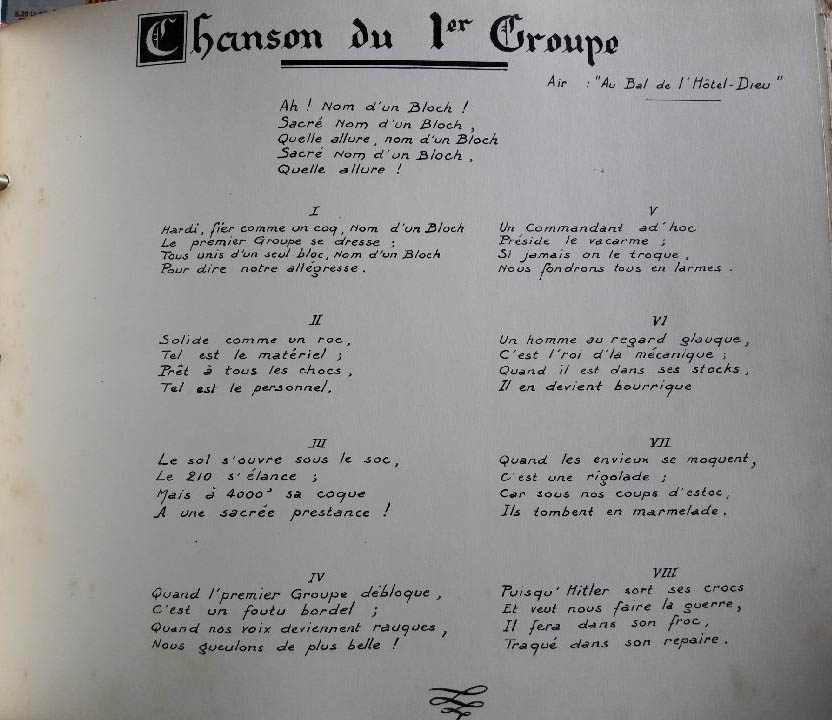 Chanson du 1er Groupe
Air : "Au Bal de l'Hôtel-Dieu"
Ah ! Nom d'un Bloch !
Sacré Nom d'un Bloch,
Quelle allure, nom d'un Bloch
Sacré Nom d'un Bloch,
Quelle allure !
I
Hardi, fier comme un coq, Nom d'un Bloch
Le premier Groupe se dresse ;
Tous unis d'un seul bloc, Nom d'un Bloch
Pour dire notre allégresse.
II
Solide comme un roc,
Tel est le matériel ;
Prêt à tous les chocs,
Tel est le personnel.
III
Le sol s'ouvre sous le soc,
Le 210 s'élance ;
Mais à 4000ᵐ sa coque
A une sacrée prestance !
IV
Quand l'premier Groupe débloque,
C'est un foutu bordel ;
Quand nos voix deviennent rauques,
Nous gueulons de plus belle !
V
Un Commandant ad'hoc
Préside le vacarme ;
Si jamais on le troque,
Nous fondrons tous en larmes.
VI
Un homme au regard glauque,
C'est l'roi d'la mécanique ;
Quand il est dans ses stocks,
Il en devient bourrique
VII
Quand les envieux se moquent,
C'est une rigolade ;
Car sous nos coups d'estoc,
Ils tombent en marmelade.
VIII
Puisqu'Hitler sort ses crocs
Et veut nous faire la guerre,
Il fera dans son froc,
Traqué dans son repaire.